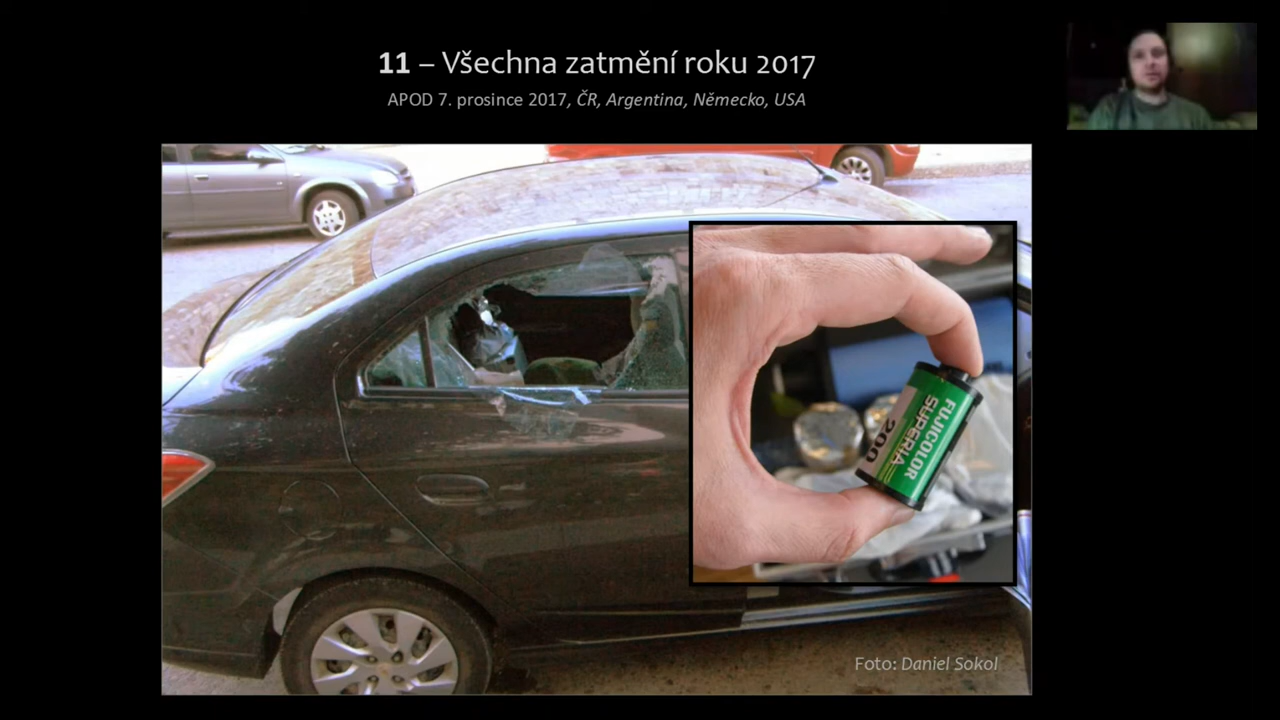 11 – Všechna zatmění roku 2017
APOD 7. prosince 2017, ČR, Argentina, Německo, USA
FUJICOLOR
SUPERIA
200
Foto: Daniel Sokol